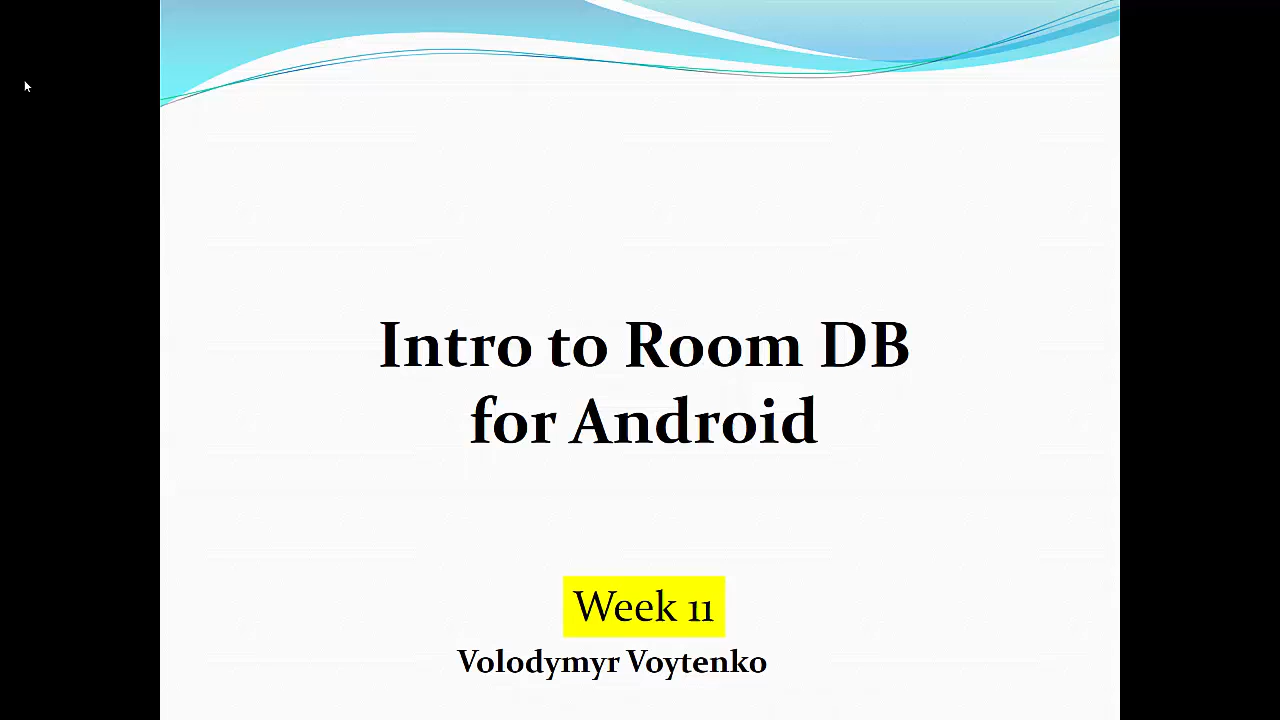 Intro to Room DB
for Android
Week 11
Volodymyr Voytenko